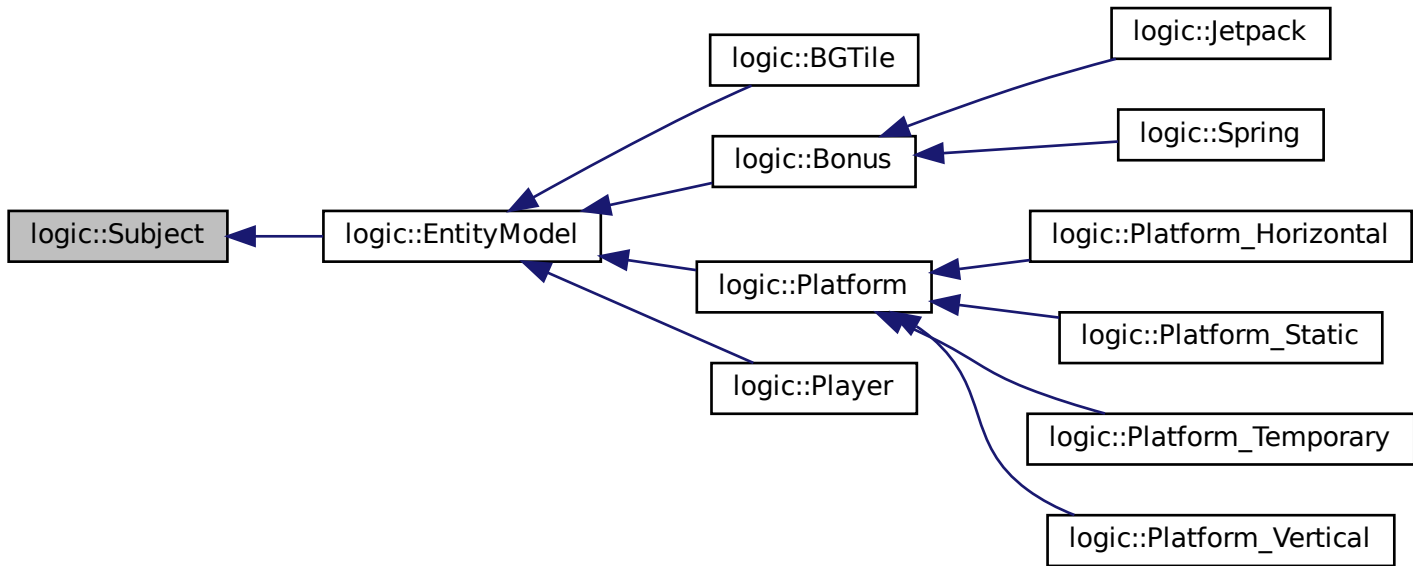 logic::Jetpack
logic::BGTile
logic::Spring
logic::Bonus
logic::Subject
logic::EntityModel
logic::Platform_Horizontal
logic::Platform
logic::Platform_Static
logic::Player
logic::Platform_Temporary
logic::Platform_Vertical